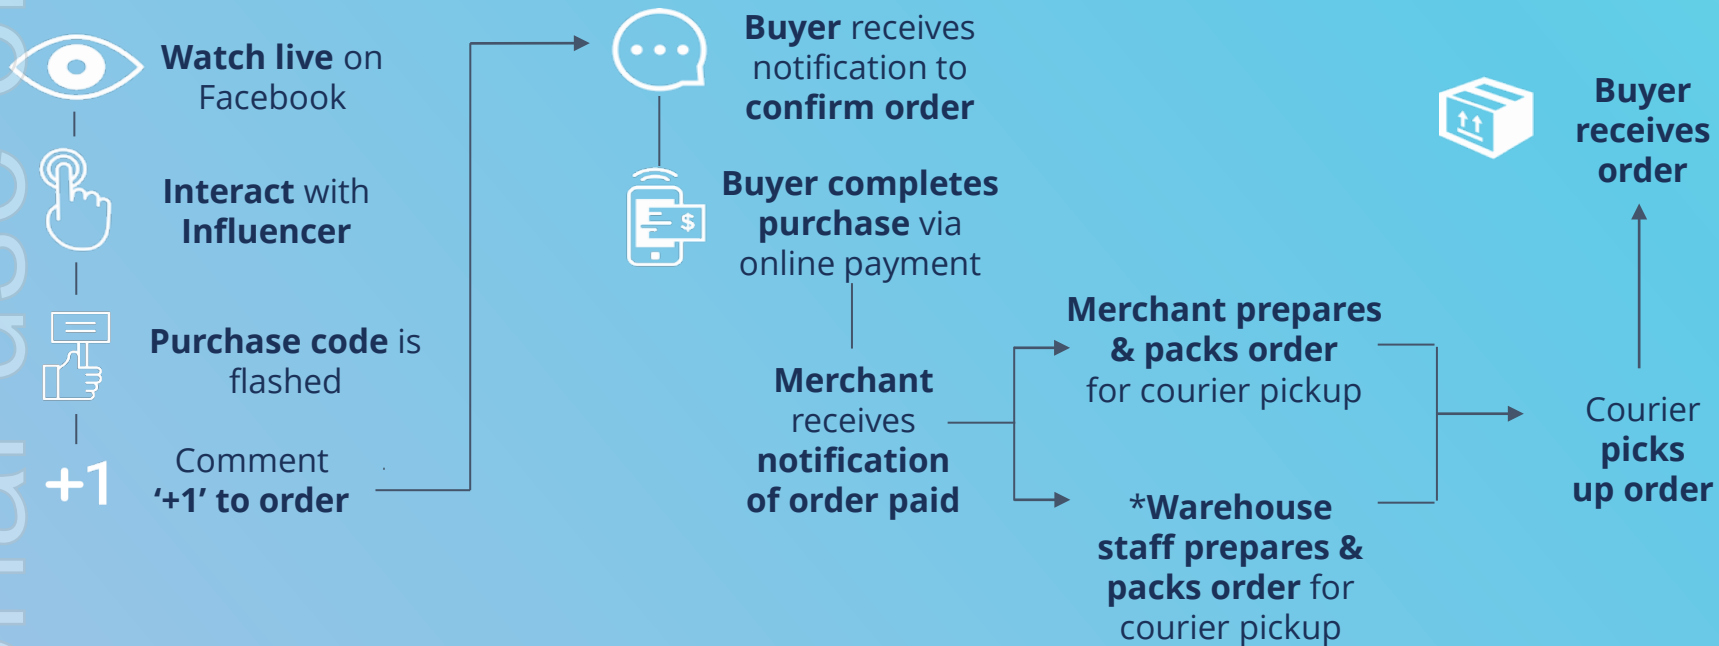 Watch live on
Facebook
Interact with
Influencer
Purchase code is
flashed
+1
Comment
‘+1’ to order
Buyer receives
notification to
confirm order
$
Buyer completes
purchase via
online payment
Merchant
receives
notification
of order paid
Merchant prepares
& packs order
for courier pickup
*Warehouse
staff prepares &
packs order for
courier pickup
Courier
picks
up order
Buyer
receives
order